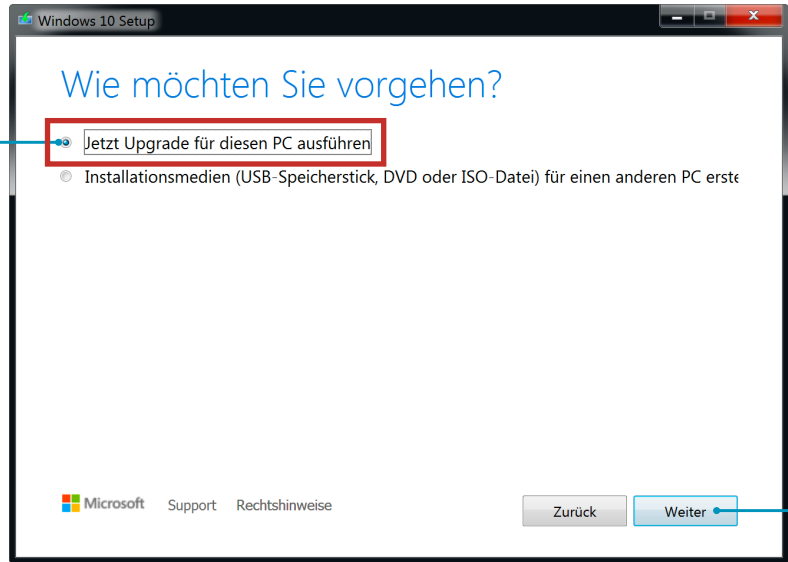 Windows 10 Setup
Wie möchten Sie vorgehen?
Jetzt Upgrade für diesen PC ausführen
Installationsmedien (USB-Speicherstick, DVD oder ISO-Datei) für einen anderen PC erste
Microsoft Support Rechtshinweise
Zurück Weiter